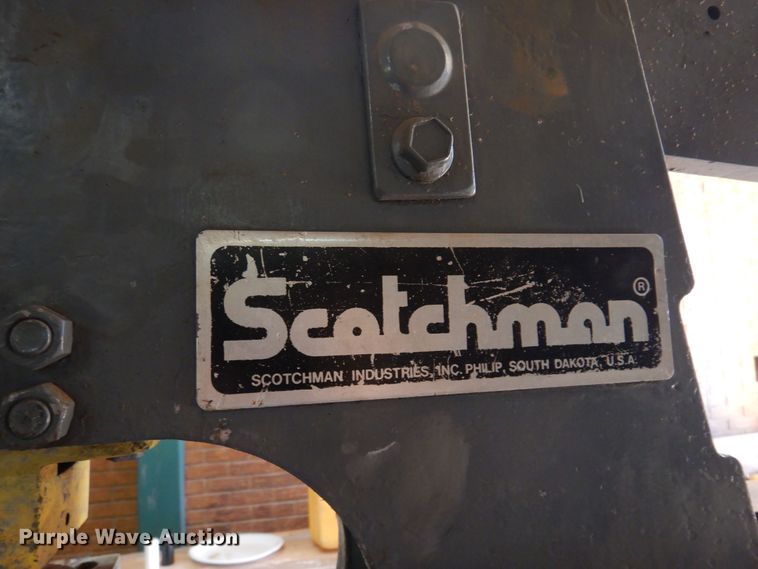 Scotchman ®
SCOTCHMAN INDUSTRIES, INC. PHILIP, SOUTH DAKOTA, U.S.A.
Purple Wave Auction®